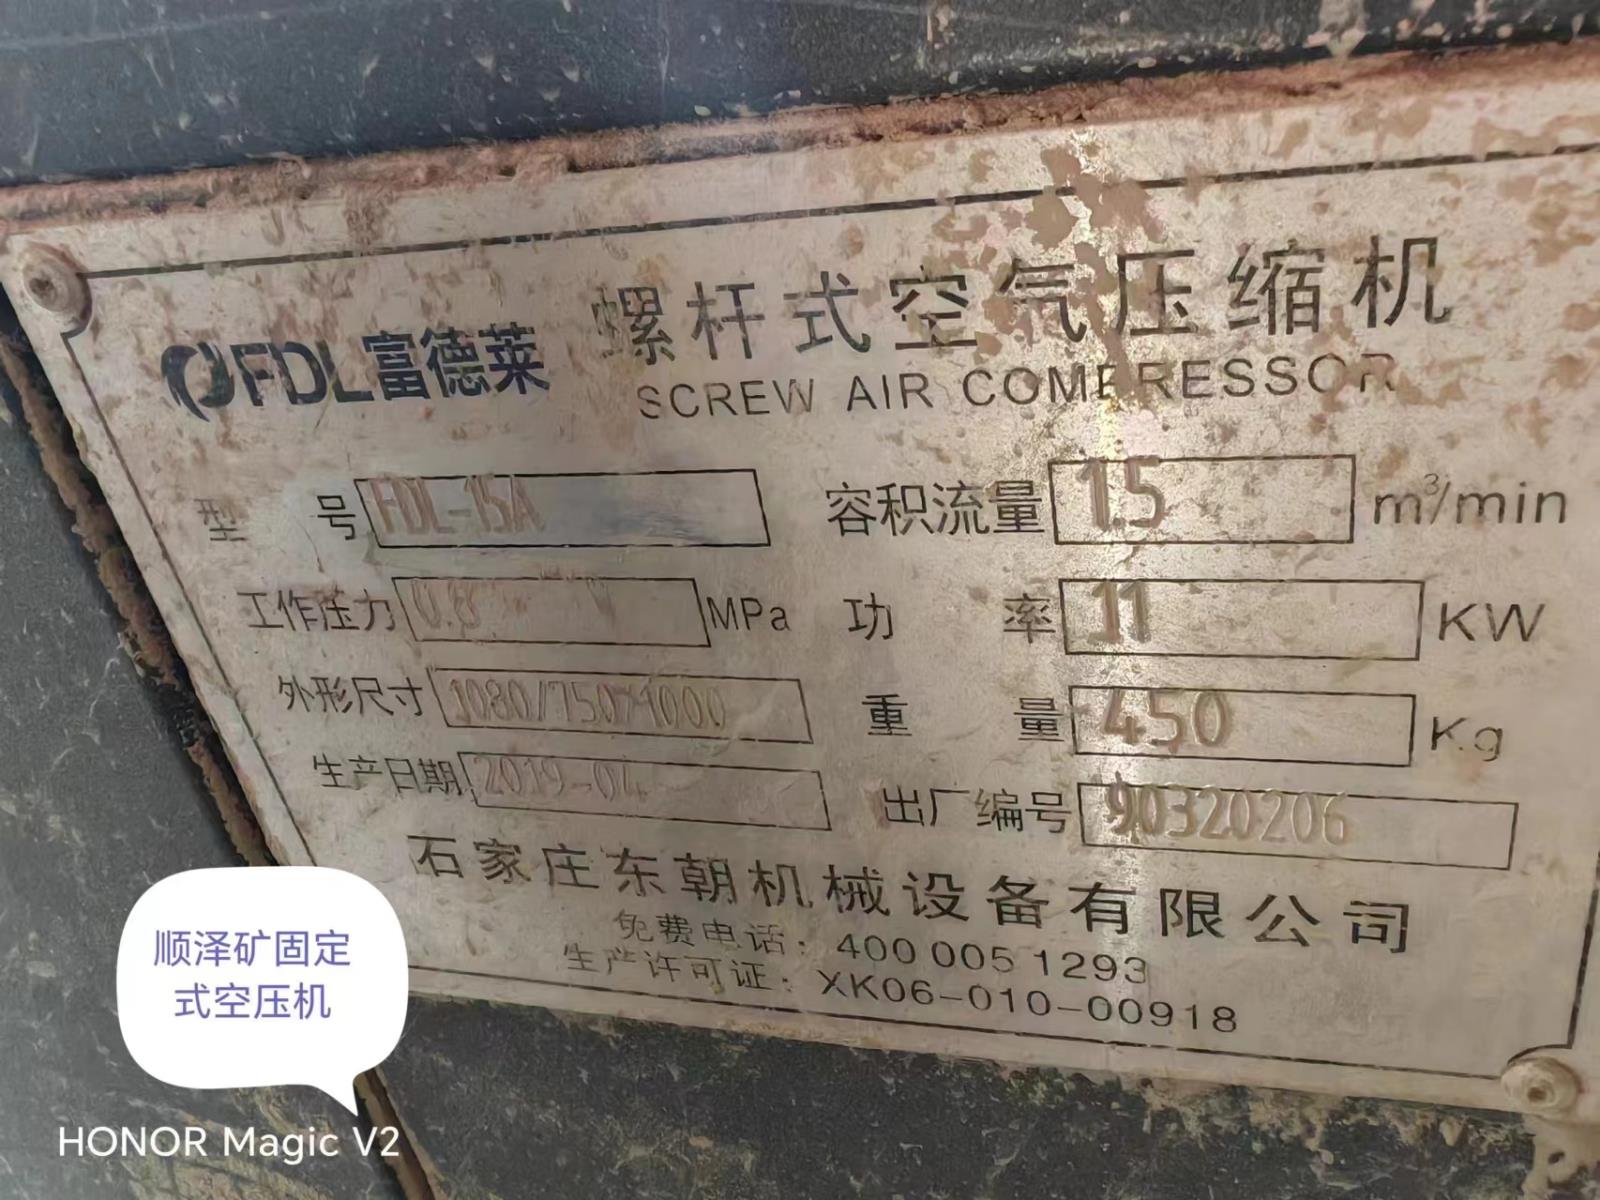 FDL富德莱 螺杆式空气压缩机
SCREW AIR COMPRESSOR
型号 FDL-15A 容积流量 1.5 m³/min
工作压力 0.8 MPa 功率 11 KW
外形尺寸 1080/750*1000 重量 450 Kg
生产日期 2019-04 出厂编号 90320206
石家庄东朝机械设备有限公司
免费电话：400 005 1293
生产许可证：XK06-010-00918
顺泽矿固定
式空压机
HONOR Magic V2